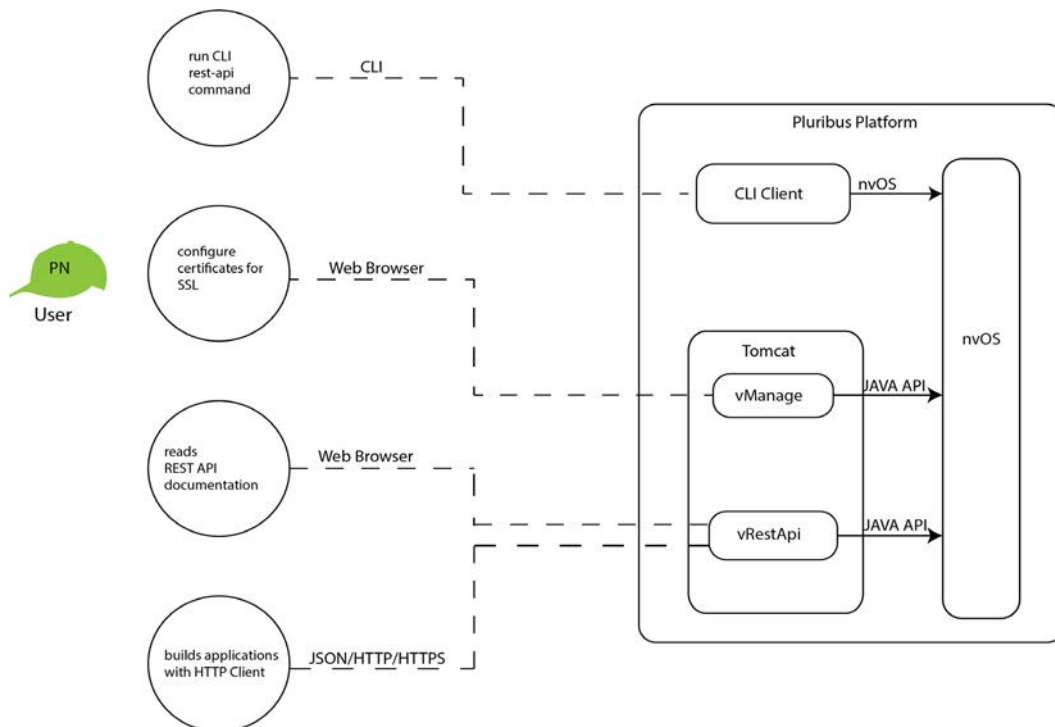 run CLI
rest-api
command
CLI
Pluribus Platform
CLI Client
nvOS
PN
User
configure
certificates for
SSL
Web Browser
nvOS
Tomcat
vManage
JAVA API
reads
REST API
documentation
Web Browser
vRestApi
JAVA API
builds applications
with HTTP Client
JSON/HTTP/HTTPS